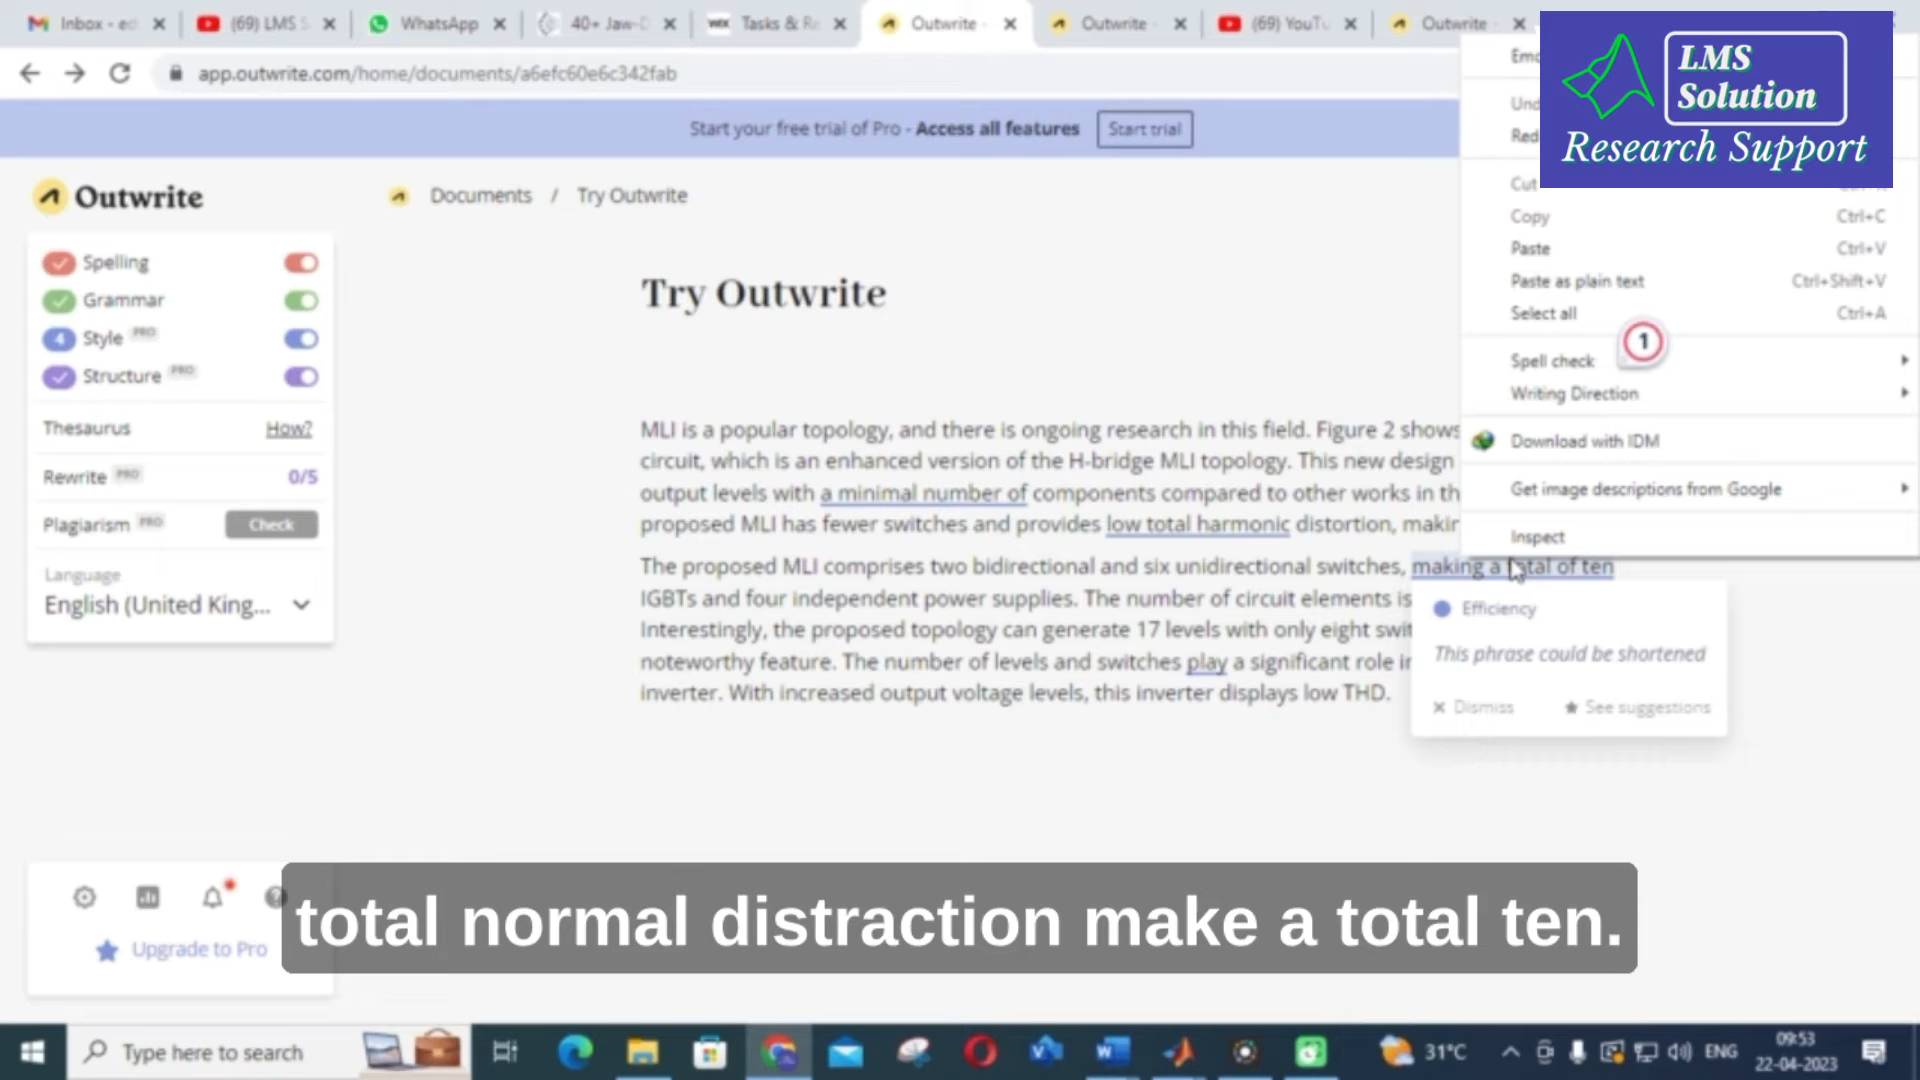 Inbox - ed
(69) LMS S
WhatsApp
40+ Jaw-D
Tasks & Re
Outwrite -
Outwrite -
(69) YouTu
Outwrite -
app.outwrite.com/home/documents/a6efc60e6c342fab
Start your free trial of Pro - Access all features
Start trial
LMS
Solution
Research Support
Outwrite
Documents / Try Outwrite
Spelling
Grammar
4 Style PRO
Structure PRO
Thesaurus How?
Rewrite PRO 0/5
Plagiarism PRO Check
Language
English (United King...
Try Outwrite
MLI is a popular topology, and there is ongoing research in this field. Figure 2 shows
circuit, which is an enhanced version of the H-bridge MLI topology. This new design
output levels with a minimal number of components compared to other works in th
proposed MLI has fewer switches and provides low total harmonic distortion, makin
The proposed MLI comprises two bidirectional and six unidirectional switches, making a total of ten
IGBTs and four independent power supplies. The number of circuit elements is
Interestingly, the proposed topology can generate 17 levels with only eight swit
noteworthy feature. The number of levels and switches play a significant role in
inverter. With increased output voltage levels, this inverter displays low THD.
Emo
Und
Red
Cut
Copy Ctrl+C
Paste Ctrl+V
Paste as plain text Ctrl+Shift+V
Select all Ctrl+A
1
Spell check
Writing Direction
Download with IDM
Get image descriptions from Google
Inspect
Efficiency
This phrase could be shortened
Dismiss
See suggestions
Upgrade to Pro
total normal distraction make a total ten.
Type here to search
31°C
ENG
09:53
22-04-2023